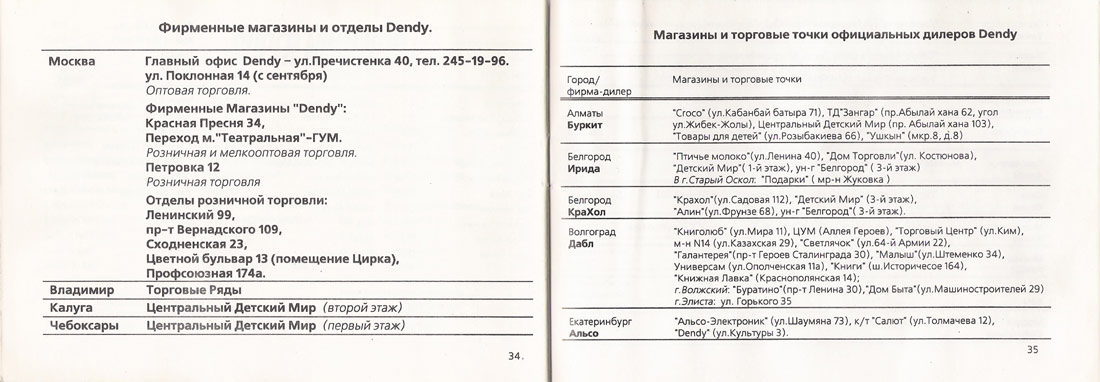 Фирменные магазины и отделы Dendy.
Москва Главный офис Dendy – ул.Пречистенка 40, тел. 245–19–96.
ул. Поклонная 14 (с сентября)
Оптовая торговля.
Фирменные Магазины "Dendy":
Красная Пресня 34,
Переход м."Театральная"–ГУМ.
Розничная и мелкооптовая торговля.
Петровка 12
Розничная торговля
Отделы розничной торговли:
Ленинский 99,
пр–т Вернадского 109,
Сходненская 23,
Цветной бульвар 13 (помещение Цирка),
Профсоюзная 174а.
Владимир Торговые Ряды
Калуга Центральный Детский Мир (второй этаж)
Чебоксары Центральный Детский Мир (первый этаж)
34.
Магазины и торговые точки официальных дилеров Dendy
Город/ Магазины и торговые точки
фирма-дилер
Алматы "Сгосо" (ул.Кабанбай батыра 71), ТД"Зангар" (пр.Абылай хана 62, угол
Буркит ул.Жибек-Жолы), Центральный Детский Мир (пр. Абылай хана 103),
"Товары для детей" (ул.Розыбакиева 66), "Ушкын" (мкр.8, д.8)
Белгород "Птичье молоко"(ул.Ленина 40), "Дом Торговли"(ул. Костюнова),
Ирида "Детский Мир"( 1-й этаж), ун-г "Белгород" ( 3-й этаж)
В г.Старый Оскол: "Подарки" ( мр-н Жуковка )
Белгород "Крахол"(ул.Садовая 112), "Детский Мир" (3-й этаж),
КраХол "Алин"(ул.Фрунзе 68), ун-г "Белгород"( 3-й этаж).
Волгоград "Книголюб" (ул.Мира 11), ЦУМ (Аллея Героев), "Торговый Центр" (ул.Ким),
Дабл м-н N14 (ул.Казахская 29), "Светлячок" (ул.64-й Армии 22),
"Галантерея"(пр-т Героев Сталинграда 30), "Малыш"(ул.Штеменко 34),
Универсам (ул.Ополченская 11а), "Книги" (ш.Историчесое 164),
"Книжная Лавка" (Краснополянская 14);
г.Волжский: "Буратино"(пр-т Ленина 30),"Дом Быта"(ул.Машиностроителей 29)
г.Элиста: ул. Горького 35
Екатеринбург "Альсо-Электроник" (ул.Шаумяна 73), к/т "Салют" (ул.Толмачева 12),
Альсо "Dendy" (ул.Культуры 3).
35